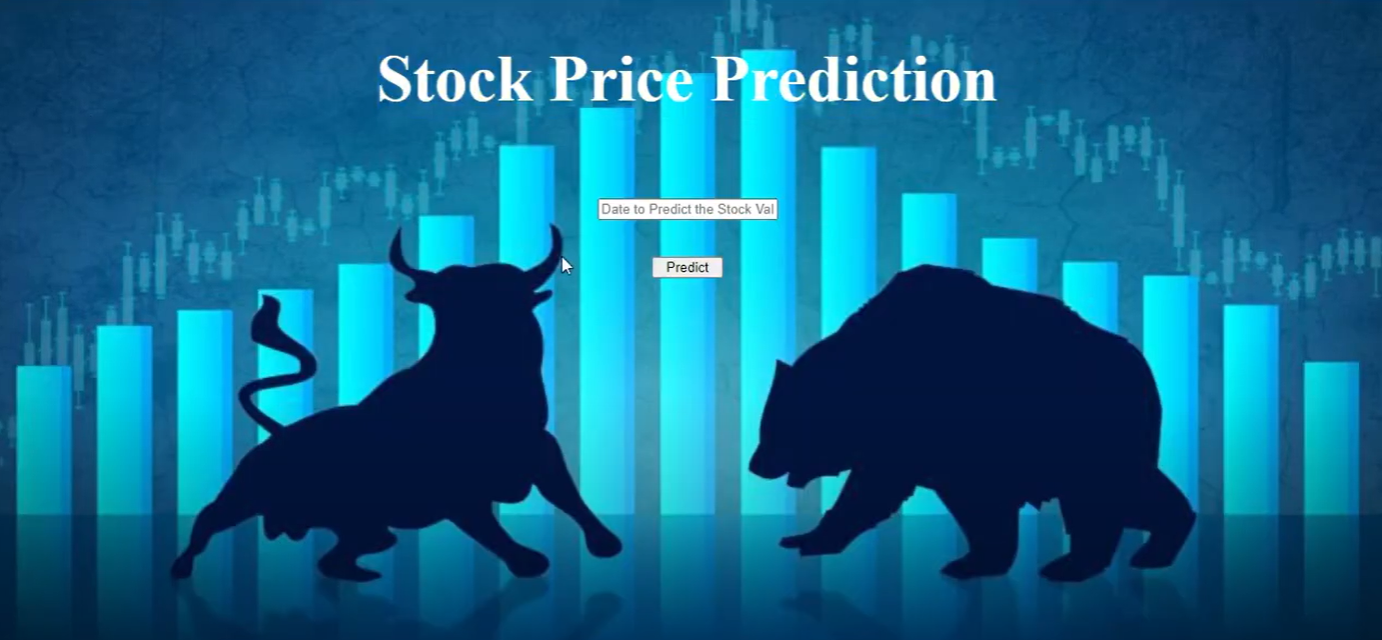 Stock Price Prediction
Date to Predict the Stock Val
Predict